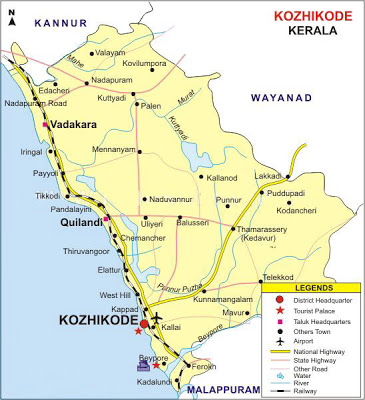 N
KOZHIKODE
KERALA
KANNUR
WAYANAD
MALAPPURAM
Mahe
Valayam
Kovilumpora
Edacheri
Nadapuram
Kuttyadi
Nadapuram Road
Palen
Murat
Kuttyadi
Vadakara
Iringal
Mennanyam
Payyoli
Kallanod
Lakkadi
Tikkodi
Puddupadi
Pandalayini
Naduvannur
Punnur
Kodancheri
Quilandi
Uliyeri
Balusseri
Thamarassery
(Kedavur)
Chemancher
Thiruvangoor
Elattur
Punnur Puzha
Telekkod
West Hill
Kunnamangalam
Kappad
Mavur
KOZHIKODE
Kallai
Beypore
Beypore
Ferokh
Kadalundi
LEGENDS
District Headquarter
Tourist Palace
Taluk Headquarters
Others Town
Airport
National Highway
State Highway
Other Road
Water
River
Railway